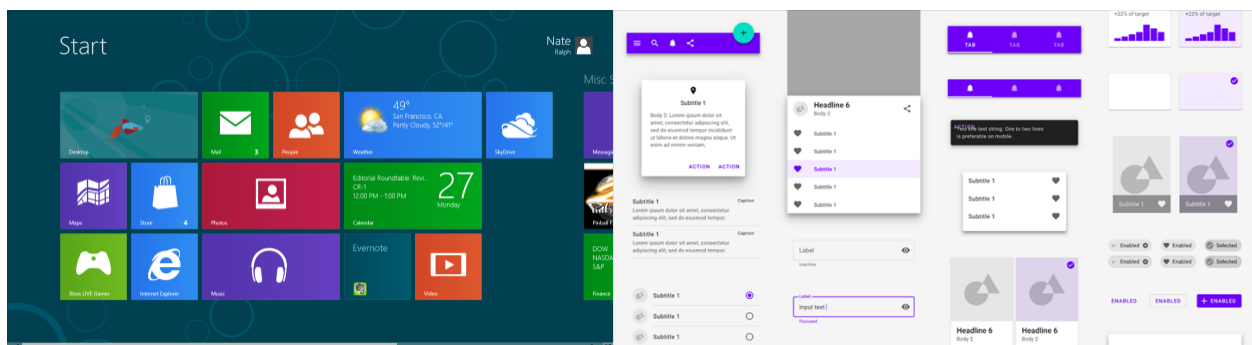 Start
Nate
Ralph
Misc
Desktop
Mail 3
People
49°
San Francisco, CA
Partly Cloudy 52°/41°
Weather
SkyDrive
Messagi
Maps
Store 4
Photos
Editorial Roundtable: Revi...
CR-1
12:00 PM - 1:00 PM
27
Monday
Calendar
Pinball F
Xbox LIVE Games
Internet Explorer
Music
Evernote
Video
DOW
NASDA
S&P
Finance
Subtitle 1
Body 2: Lorem ipsum dolor sit
amet, consectetur adipiscing elit,
sed do eiusmod tempor incididunt
ut labore et dolore magna aliqua. Ut
enim ad minim veniam,
ACTION ACTION
Subtitle 1 Caption
Lorem ipsum dolor sit amet, consectetur
adipiscing elit, sed do eiusmod tempor.
Subtitle 1 Caption
Lorem ipsum dolor sit amet, consectetur
adipiscing elit, sed do eiusmod tempor.
Subtitle 1
Subtitle 1
Subtitle 1
Headline 6
Body 2
Subtitle 1
Subtitle 1
Subtitle 1
Subtitle 1
Subtitle 1
Label
Inactive
Label
Input text
Focused
TAB TAB TAB
ACTION
Two line text string. One to two lines
is preferable on mobile.
Subtitle 1
Subtitle 1
Subtitle 1
Headline 6 Headline 6
Body 2 Body 2
+22% of target +22% of target
Subtitle 1 Subtitle 1
Enabled Enabled Selected
Enabled Enabled Selected
ENABLED ENABLED + ENABLED